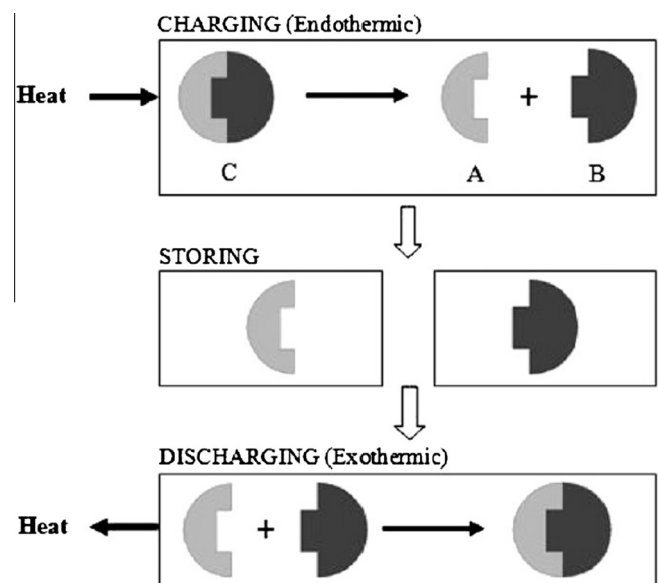 CHARGING (Endothermic)
Heat
+
C
A
B
STORING
DISCHARGING (Exothermic)
Heat
+